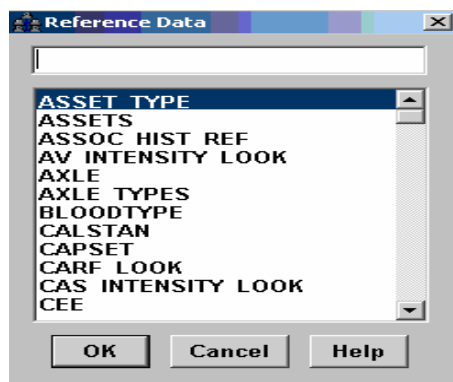 Reference Data
ASSET TYPE
ASSETS
ASSOC HIST REF
AV INTENSITY LOOK
AXLE
AXLE TYPES
BLOODTYPE
CALSTAN
CAPSET
CARF LOOK
CAS INTENSITY LOOK
CEE
OK Cancel Help